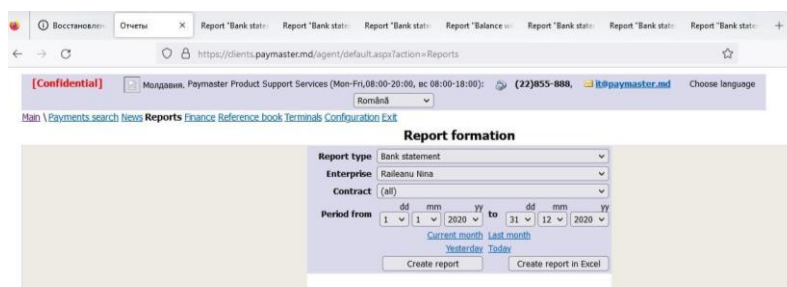 Восстановлен
Отчеты
Report "Bank state
Report "Bank state
Report "Bank state
Report "Balance w
Report "Bank state
Report "Bank state
Report "Bank state
https://clients.paymaster.md/agent/default.aspx?action=Reports
[Confidential] Молдавия, Paymaster Product Support Services (Mon-Fri,08:00-20:00, вс 08:00-18:00): (22)855-888, it@paymaster.md Choose language
Română
Main \ Payments search News Reports Finance Reference book Terminals Configuration Exit
Report formation
Report type Bank statement
Enterprise Raileanu Nina
Contract (all)
dd mm yy dd mm yy
Period from 1 1 2020 to 31 12 2020
Current month Last month
Yesterday Today
Create report Create report in Excel